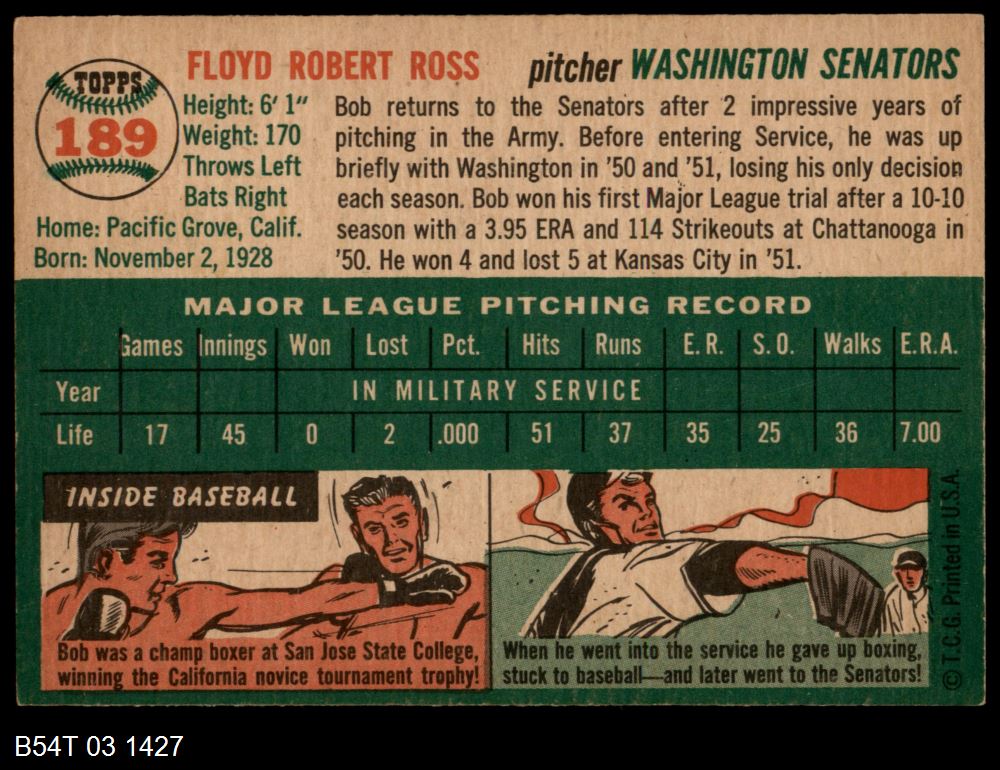 TOPPS
189
FLOYD ROBERT ROSS
pitcher WASHINGTON SENATORS
Height: 6' 1"
Weight: 170
Throws Left
Bats Right
Home: Pacific Grove, Calif.
Born: November 2, 1928
Bob returns to the Senators after 2 impressive years of
pitching in the Army. Before entering Service, he was up
briefly with Washington in '50 and '51, losing his only decision
each season. Bob won his first Major League trial after a 10-10
season with a 3.95 ERA and 114 Strikeouts at Chattanooga in
'50. He won 4 and lost 5 at Kansas City in '51.
MAJOR LEAGUE PITCHING RECORD
Games Innings Won Lost Pct. Hits Runs E. R. S. O. Walks E.R.A.
Year IN MILITARY SERVICE
Life 17 45 0 2 .000 51 37 35 25 36 7.00
INSIDE BASEBALL
Bob was a champ boxer at San Jose State College,
winning the California novice tournament trophy!
When he went into the service he gave up boxing,
stuck to baseball—and later went to the Senators!
© T.C.G. Printed in U.S.A.
B54T 03 1427